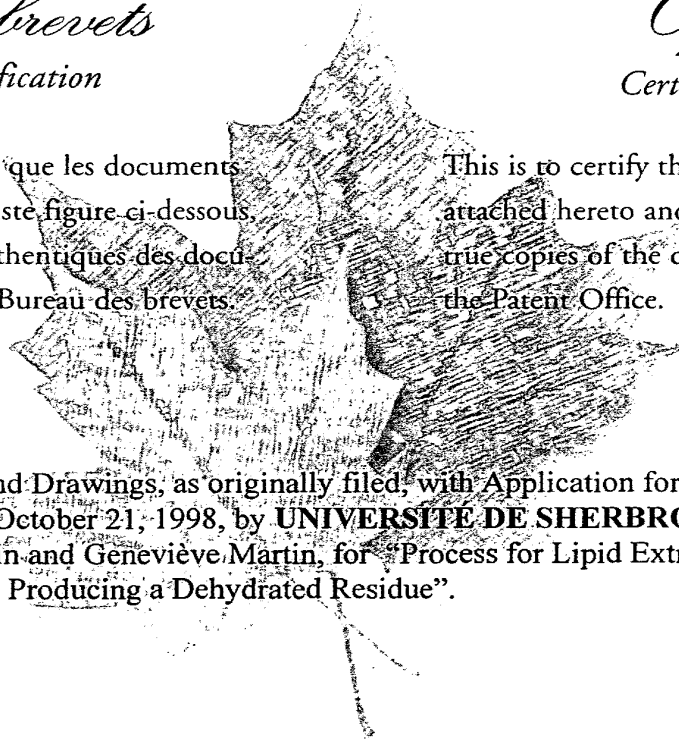 brevets
fication
Cert
que les documents
ste figure ci-dessous,
thentiques des docu-
Bureau des brevets.
This is to certify th
attached hereto and
true copies of the d
the Patent Office.
nd Drawings, as originally filed, with Application for
October 21, 1998, by UNIVERSITE DE SHERBRO
n and Geneviève Martin, for “Process for Lipid Extr
Producing a Dehydrated Residue”.